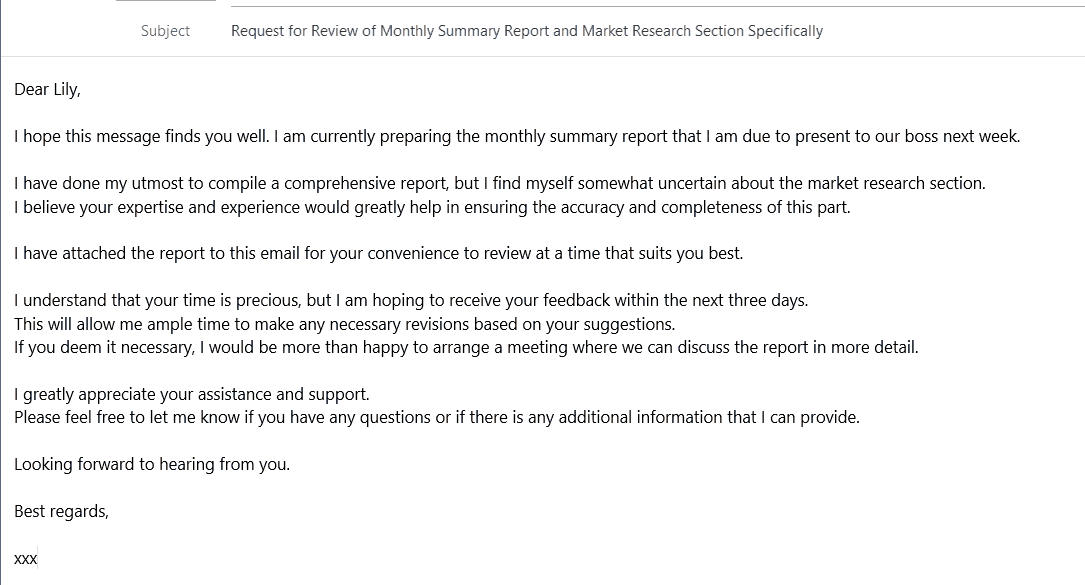 Subject Request for Review of Monthly Summary Report and Market Research Section Specifically
Dear Lily,
I hope this message finds you well. I am currently preparing the monthly summary report that I am due to present to our boss next week.
I have done my utmost to compile a comprehensive report, but I find myself somewhat uncertain about the market research section.
I believe your expertise and experience would greatly help in ensuring the accuracy and completeness of this part.
I have attached the report to this email for your convenience to review at a time that suits you best.
I understand that your time is precious, but I am hoping to receive your feedback within the next three days.
This will allow me ample time to make any necessary revisions based on your suggestions.
If you deem it necessary, I would be more than happy to arrange a meeting where we can discuss the report in more detail.
I greatly appreciate your assistance and support.
Please feel free to let me know if you have any questions or if there is any additional information that I can provide.
Looking forward to hearing from you.
Best regards,
xxx